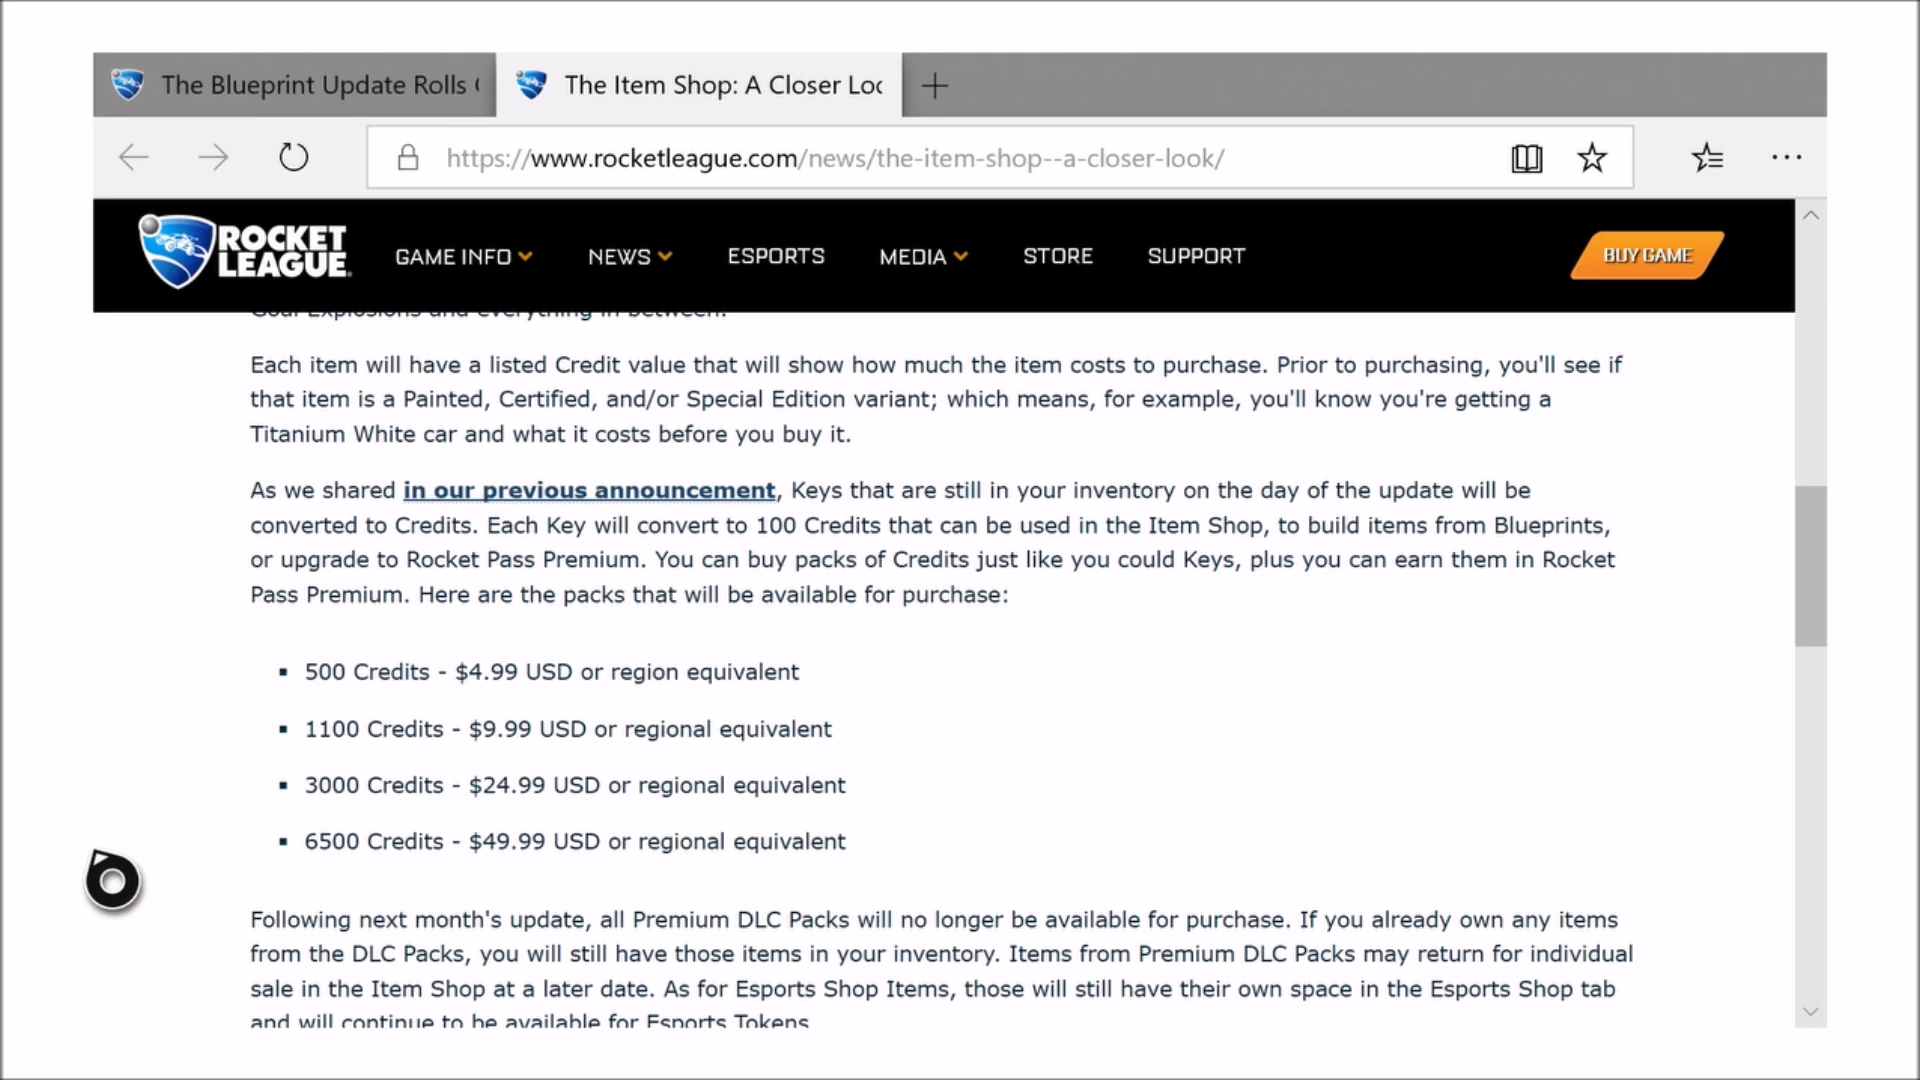 The Blueprint Update Rolls
The Item Shop: A Closer Loo
https://www.rocketleague.com/news/the-item-shop--a-closer-look/
ROCKET LEAGUE
GAME INFO NEWS ESPORTS MEDIA STORE SUPPORT BUY GAME
Goal Explosions and everything in between.
Each item will have a listed Credit value that will show how much the item costs to purchase. Prior to purchasing, you'll see if
that item is a Painted, Certified, and/or Special Edition variant; which means, for example, you'll know you're getting a
Titanium White car and what it costs before you buy it.
As we shared in our previous announcement, Keys that are still in your inventory on the day of the update will be
converted to Credits. Each Key will convert to 100 Credits that can be used in the Item Shop, to build items from Blueprints,
or upgrade to Rocket Pass Premium. You can buy packs of Credits just like you could Keys, plus you can earn them in Rocket
Pass Premium. Here are the packs that will be available for purchase:
▪ 500 Credits - $4.99 USD or region equivalent
▪ 1100 Credits - $9.99 USD or regional equivalent
▪ 3000 Credits - $24.99 USD or regional equivalent
▪ 6500 Credits - $49.99 USD or regional equivalent
Following next month's update, all Premium DLC Packs will no longer be available for purchase. If you already own any items
from the DLC Packs, you will still have those items in your inventory. Items from Premium DLC Packs may return for individual
sale in the Item Shop at a later date. As for Esports Shop Items, those will still have their own space in the Esports Shop tab
and will continue to be available for Esports Tokens